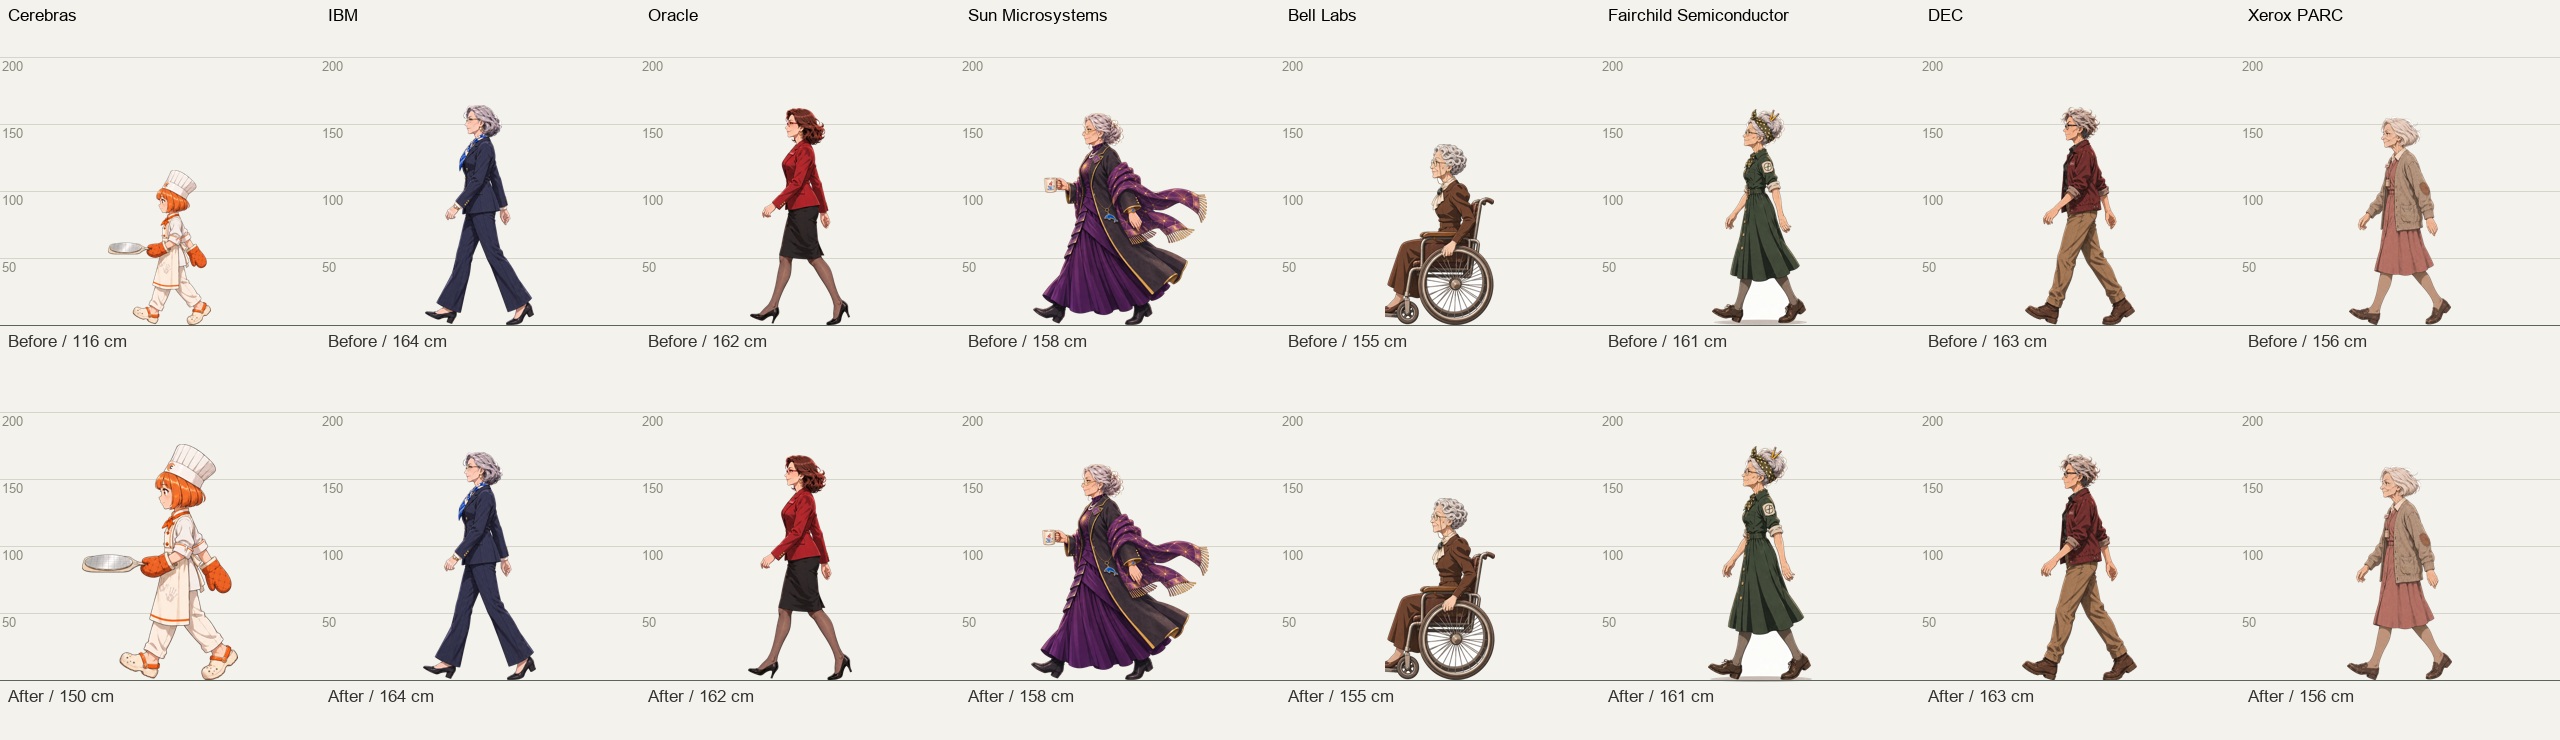 Cerebras
IBM
Oracle
Sun Microsystems
Bell Labs
Fairchild Semiconductor
DEC
Xerox PARC
200 200 200 200 200 200 200 200
150 150 150 150 150 150 150 150
100 100 100 100 100 100 100 100
50 50 50 50 50 50 50 50
Before / 116 cm
Before / 164 cm
Before / 162 cm
Before / 158 cm
Before / 155 cm
Before / 161 cm
Before / 163 cm
Before / 156 cm
200 200 200 200 200 200 200 200
150 150 150 150 150 150 150 150
100 100 100 100 100 100 100 100
50 50 50 50 50 50 50 50
After / 150 cm
After / 164 cm
After / 162 cm
After / 158 cm
After / 155 cm
After / 161 cm
After / 163 cm
After / 156 cm